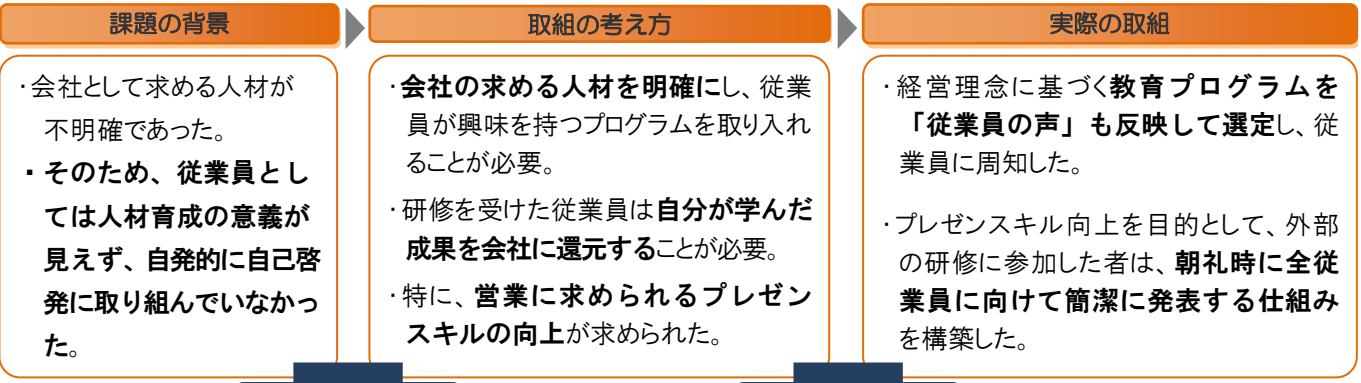 課題の背景
・会社として求める人材が
不明確であった。
・そのため、従業員とし
ては人材育成の意義が
見えず、自発的に自己啓
発に取り組んでいなかっ
た。
取組の考え方
・会社の求める人材を明確にし、従業
員が興味を持つプログラムを取り入れ
ることが必要。
・研修を受けた従業員は自分が学んだ
成果を会社に還元することが必要。
・特に、営業に求められるプレゼン
スキルの向上が求められた。
実際の取組
・経営理念に基づく教育プログラムを
「従業員の声」も反映して選定し、従
業員に周知した。
・プレゼンスキル向上を目的として、外部
の研修に参加した者は、朝礼時に全従
業員に向けて簡潔に発表する仕組み
を構築した。